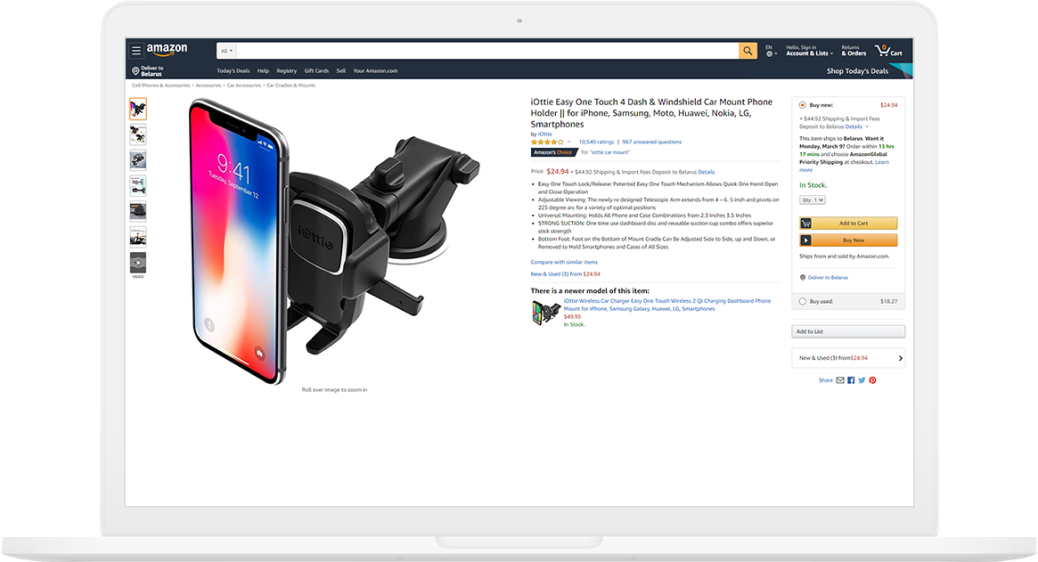 amazon
All
EN
Hello, Sign in
Account & Lists
Returns
& Orders
0
Cart
Deliver to
Belarus
Today's Deals Help Registry Gift Cards Sell Your Amazon.com
Shop Today's Deals
Cell Phones & Accessories › Accessories › Car Accessories › Car Cradles & Mounts
9:41
Tuesday, September 12
iOttie
VIDEO
Roll over image to zoom in
iOttie Easy One Touch 4 Dash & Windshield Car Mount Phone
Holder || for iPhone, Samsung, Moto, Huawei, Nokia, LG,
Smartphones
by iOttie
10,540 ratings | 967 answered questions
Amazon's Choice for "iottie car mount"
Price: $24.94 + $44.92 Shipping & Import Fees Deposit to Belarus Details
• Easy One Touch Lock/Release: Patented Easy One Touch Mechanism Allows Quick One Hand Open
and Close Operation
• Adjustable Viewing: The newly re designed Telescopic Arm extends from 4 – 6. 5 inch and pivots on
225 degree arc for a variety of optimal positions
• Universal Mounting: Holds All Phone and Case Combinations from 2.3 Inches 3.5 Inches
• STRONG SUCTION: One time use dashboard disc and reusable suction cup combo offers superior
stick strength
• Bottom Foot: Foot on the Bottom of Mount Cradle Can Be Adjusted Side to Side, up and Down, or
Removed to Hold Smartphones and Cases of All Sizes
Compare with similar items
New & Used (3) from $24.94
There is a newer model of this item:
iOttie Wireless Car Charger Easy One Touch Wireless 2 Qi Charging Dashboard Phone
Mount for iPhone, Samsung Galaxy, Huawei, LG, Smartphones
$49.95
In Stock.
Buy new: $24.94
+ $44.92 Shipping & Import Fees
Deposit to Belarus Details
This item ships to Belarus. Want it
Monday, March 9? Order within 13 hrs
17 mins and choose AmazonGlobal
Priority Shipping at checkout. Learn
more
In Stock.
Qty: 1
Add to Cart
Buy Now
Ships from and sold by Amazon.com.
Deliver to Belarus
Buy used: $18.27
Add to List
New & Used (3) from $24.94
Share